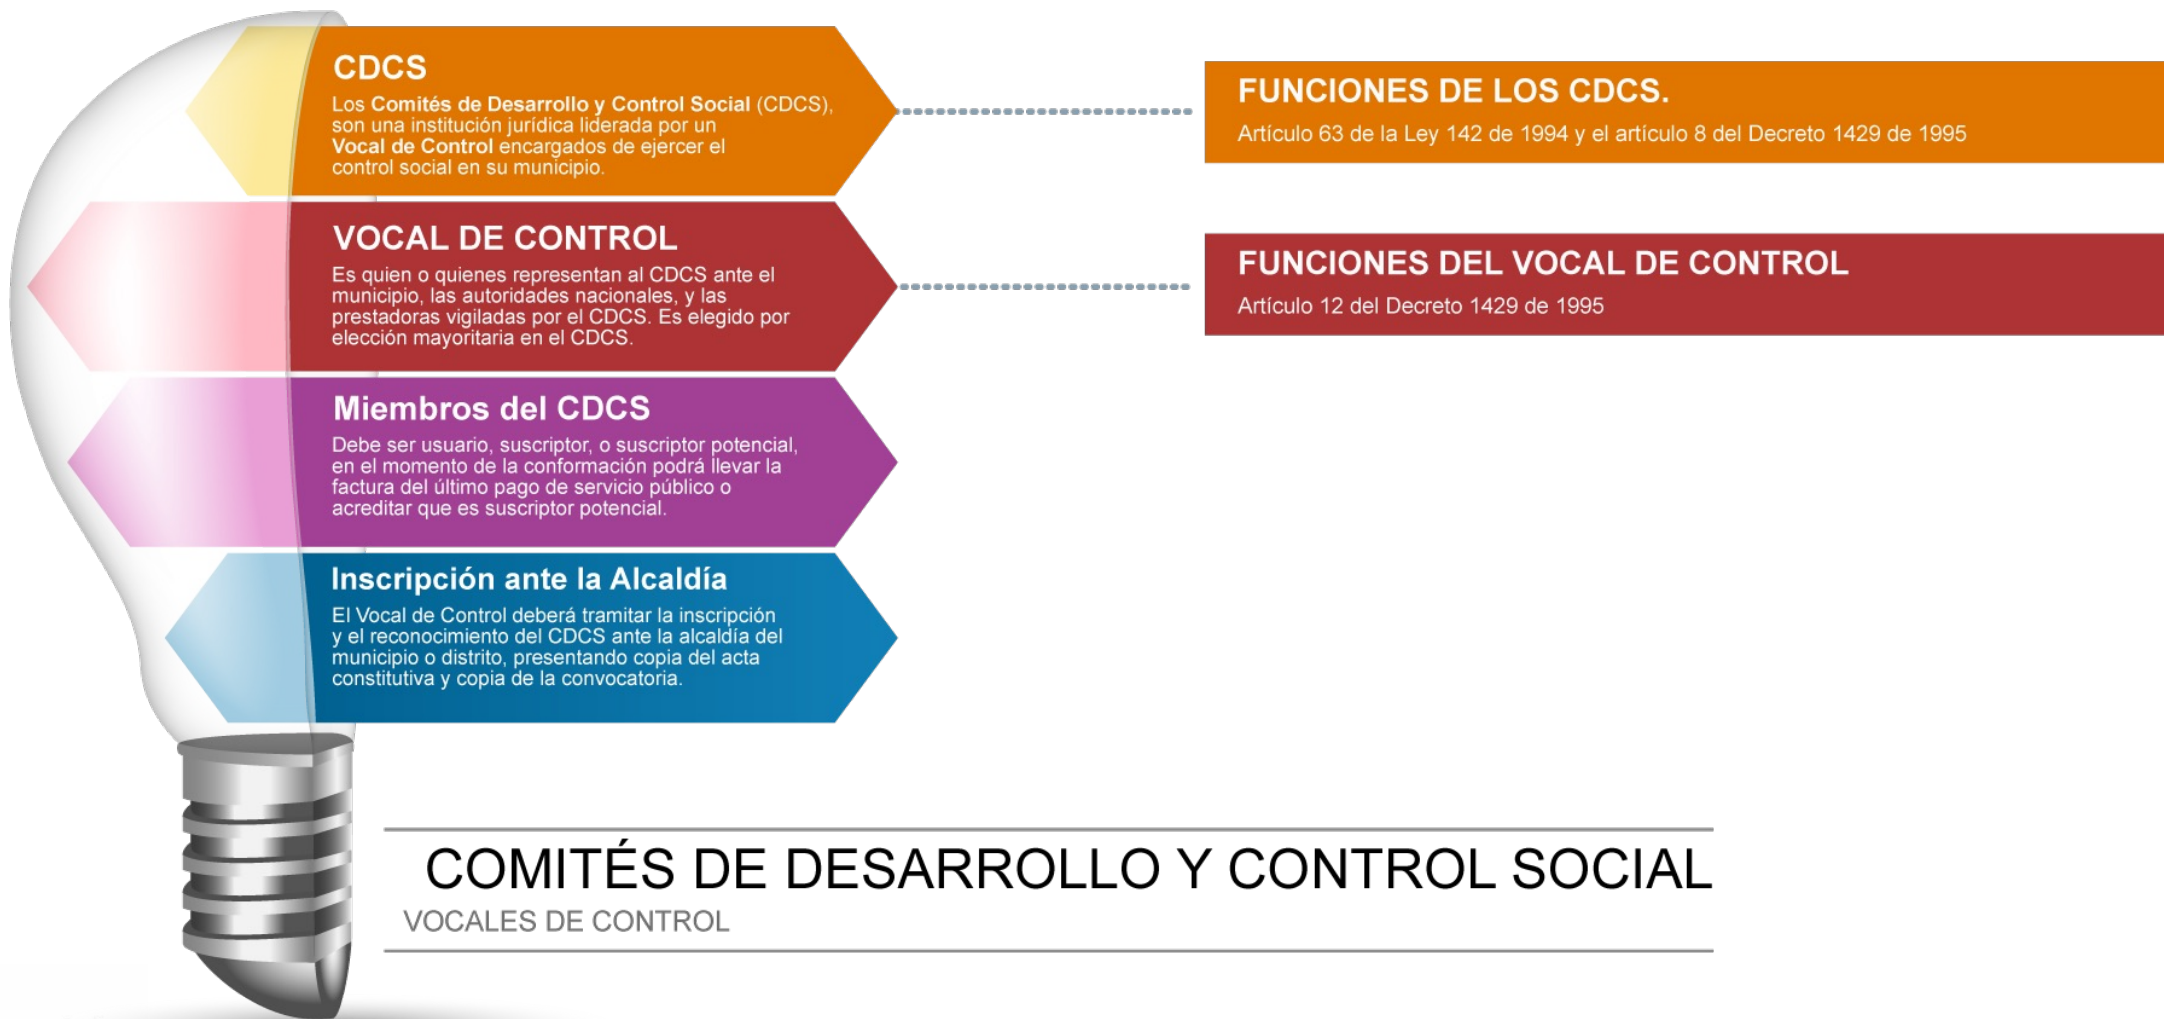 CDCS
Los Comités de Desarrollo y Control Social (CDCS),
son una institución jurídica liderada por un
Vocal de Control encargados de ejercer el
control social en su municipio.
FUNCIONES DE LOS CDCS.
Artículo 63 de la Ley 142 de 1994 y el artículo 8 del Decreto 1429 de 1995
VOCAL DE CONTROL
Es quien o quienes representan al CDCS ante el
municipio, las autoridades nacionales, y las
prestadoras vigiladas por el CDCS. Es elegido por
elección mayoritaria en el CDCS.
FUNCIONES DEL VOCAL DE CONTROL
Artículo 12 del Decreto 1429 de 1995
Miembros del CDCS
Debe ser usuario, suscriptor, o suscriptor potencial,
en el momento de la conformación podrá llevar la
factura del último pago de servicio público o
acreditar que es suscriptor potencial.
Inscripción ante la Alcaldía
El Vocal de Control deberá tramitar la inscripción
y el reconocimiento del CDCS ante la alcaldía del
municipio o distrito, presentando copia del acta
constitutiva y copia de la convocatoria.
COMITÉS DE DESARROLLO Y CONTROL SOCIAL
VOCALES DE CONTROL